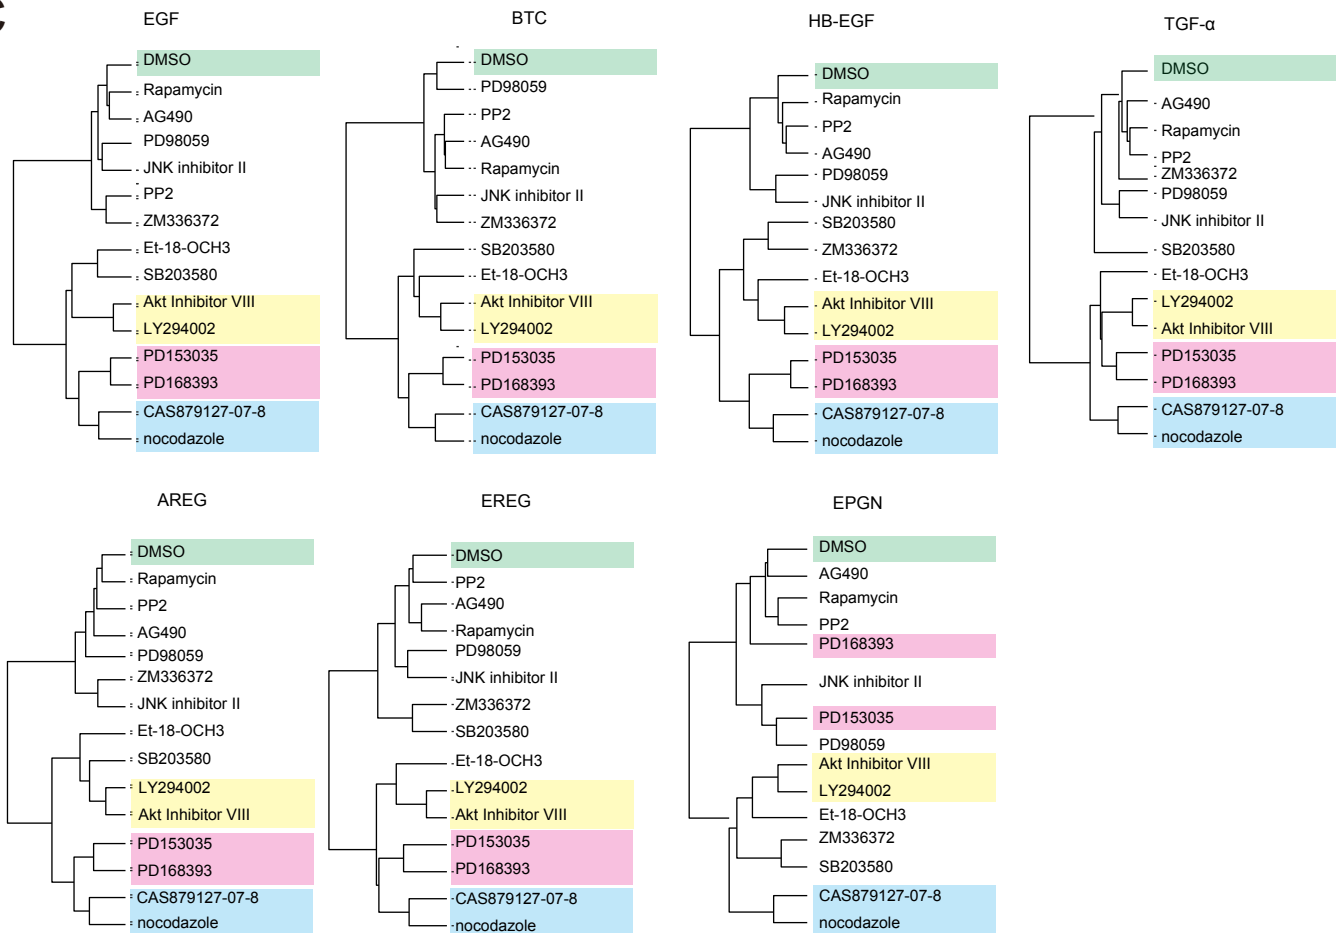 C
EGF
DMSO
Rapamycin
AG490
PD98059
JNK inhibitor II
PP2
ZM336372
Et-18-OCH3
SB203580
Akt Inhibitor VIII
LY294002
PD153035
PD168393
CAS879127-07-8
nocodazole
BTC
DMSO
PD98059
PP2
AG490
Rapamycin
JNK inhibitor II
ZM336372
SB203580
Et-18-OCH3
Akt Inhibitor VIII
LY294002
PD153035
PD168393
CAS879127-07-8
nocodazole
HB-EGF
DMSO
Rapamycin
PP2
AG490
PD98059
JNK inhibitor II
SB203580
ZM336372
Et-18-OCH3
Akt Inhibitor VIII
LY294002
PD153035
PD168393
CAS879127-07-8
nocodazole
TGF-α
DMSO
AG490
Rapamycin
PP2
ZM336372
PD98059
JNK inhibitor II
SB203580
Et-18-OCH3
LY294002
Akt Inhibitor VIII
PD153035
PD168393
CAS879127-07-8
nocodazole
AREG
DMSO
Rapamycin
PP2
AG490
PD98059
ZM336372
JNK inhibitor II
Et-18-OCH3
SB203580
LY294002
Akt Inhibitor VIII
PD153035
PD168393
CAS879127-07-8
nocodazole
EREG
DMSO
PP2
AG490
Rapamycin
PD98059
JNK inhibitor II
ZM336372
SB203580
Et-18-OCH3
LY294002
Akt Inhibitor VIII
PD153035
PD168393
CAS879127-07-8
nocodazole
EPGN
DMSO
AG490
Rapamycin
PP2
PD168393
JNK inhibitor II
PD153035
PD98059
Akt Inhibitor VIII
LY294002
Et-18-OCH3
ZM336372
SB203580
CAS879127-07-8
nocodazole